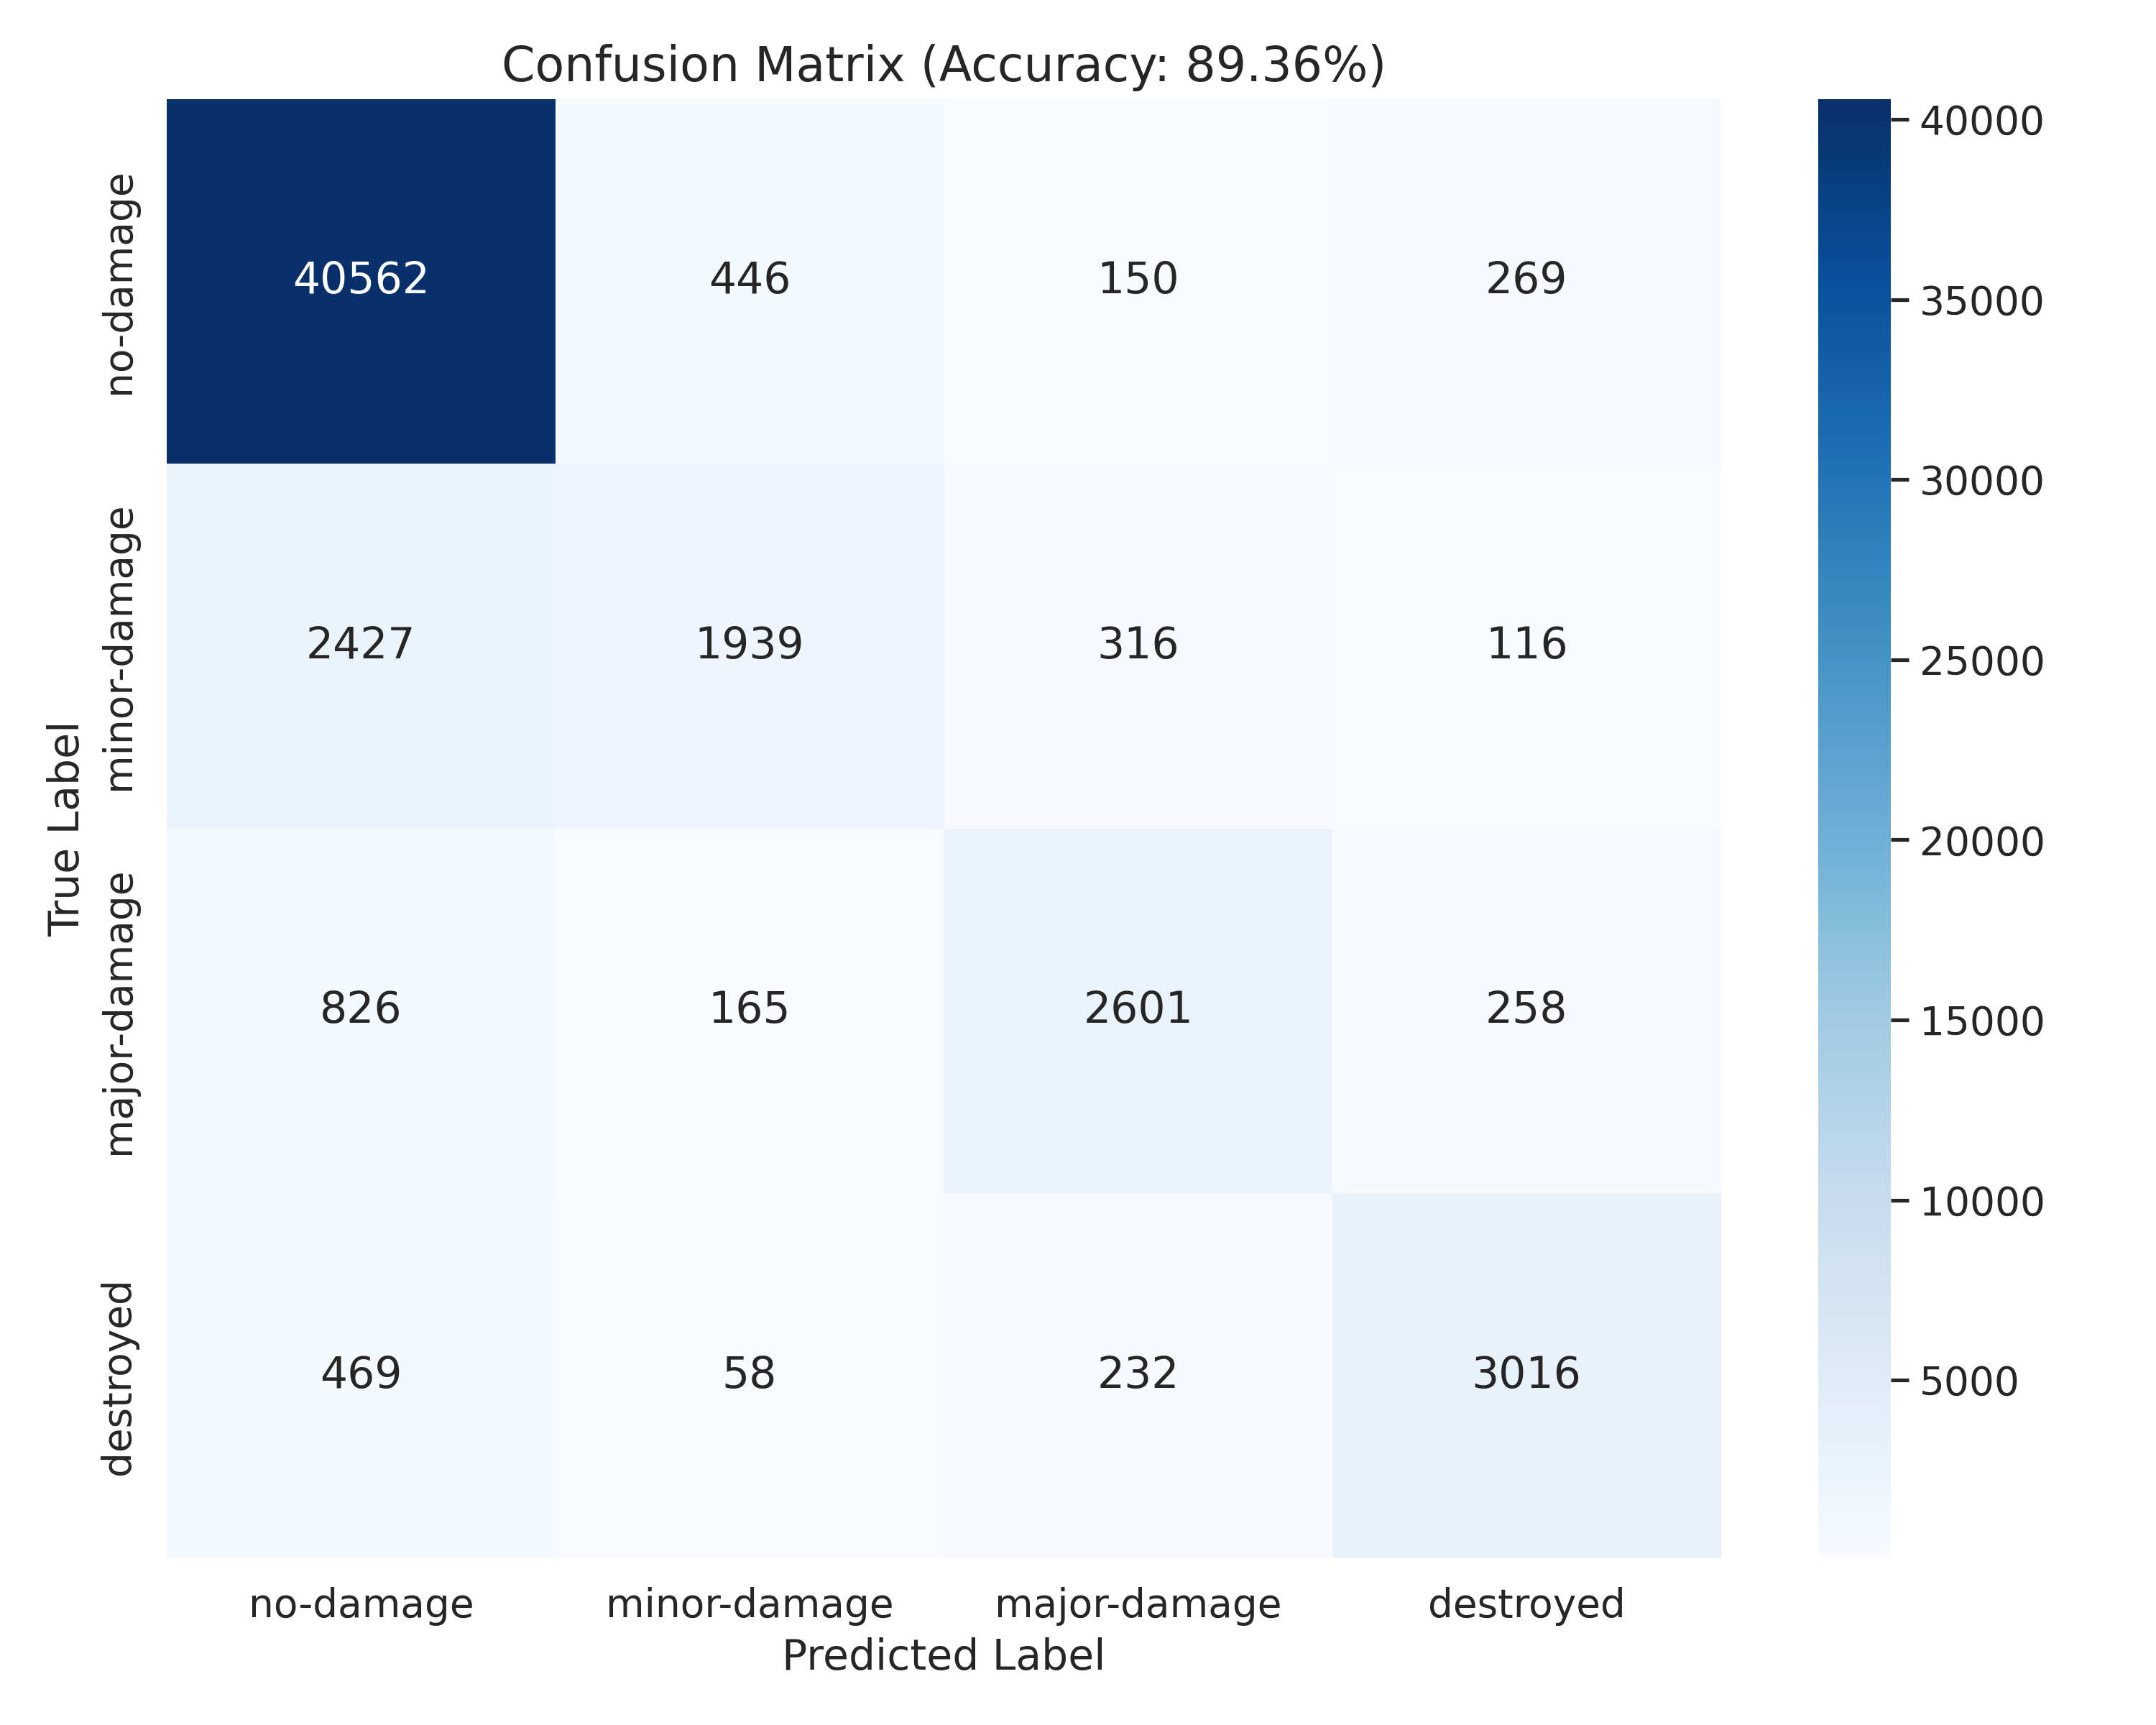 Confusion Matrix (Accuracy: 89.36%)
True Label
no-damage
40562 446 150 269
minor-damage
2427 1939 316 116
major-damage
826 165 2601 258
destroyed
469 58 232 3016
no-damage minor-damage major-damage destroyed
Predicted Label
40000
35000
30000
25000
20000
15000
10000
5000